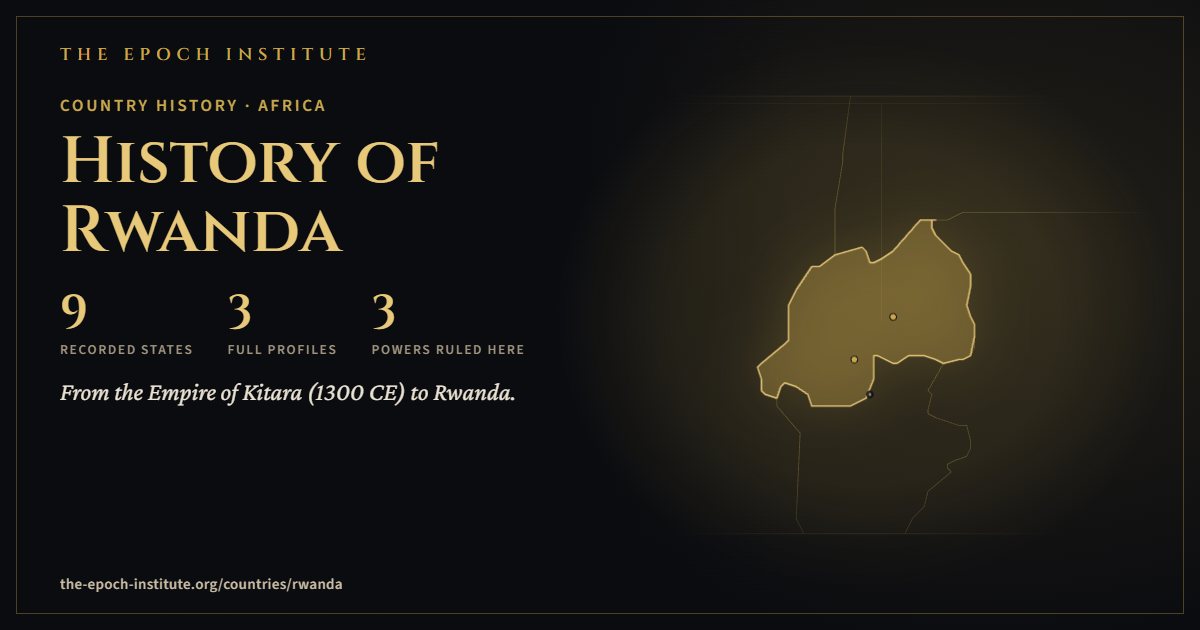 THE EPOCH INSTITUTE
COUNTRY HISTORY · AFRICA
History of
Rwanda
9 3 3
RECORDED STATES FULL PROFILES POWERS RULED HERE
From the Empire of Kitara (1300 CE) to Rwanda.
the-epoch-institute.org/countries/rwanda